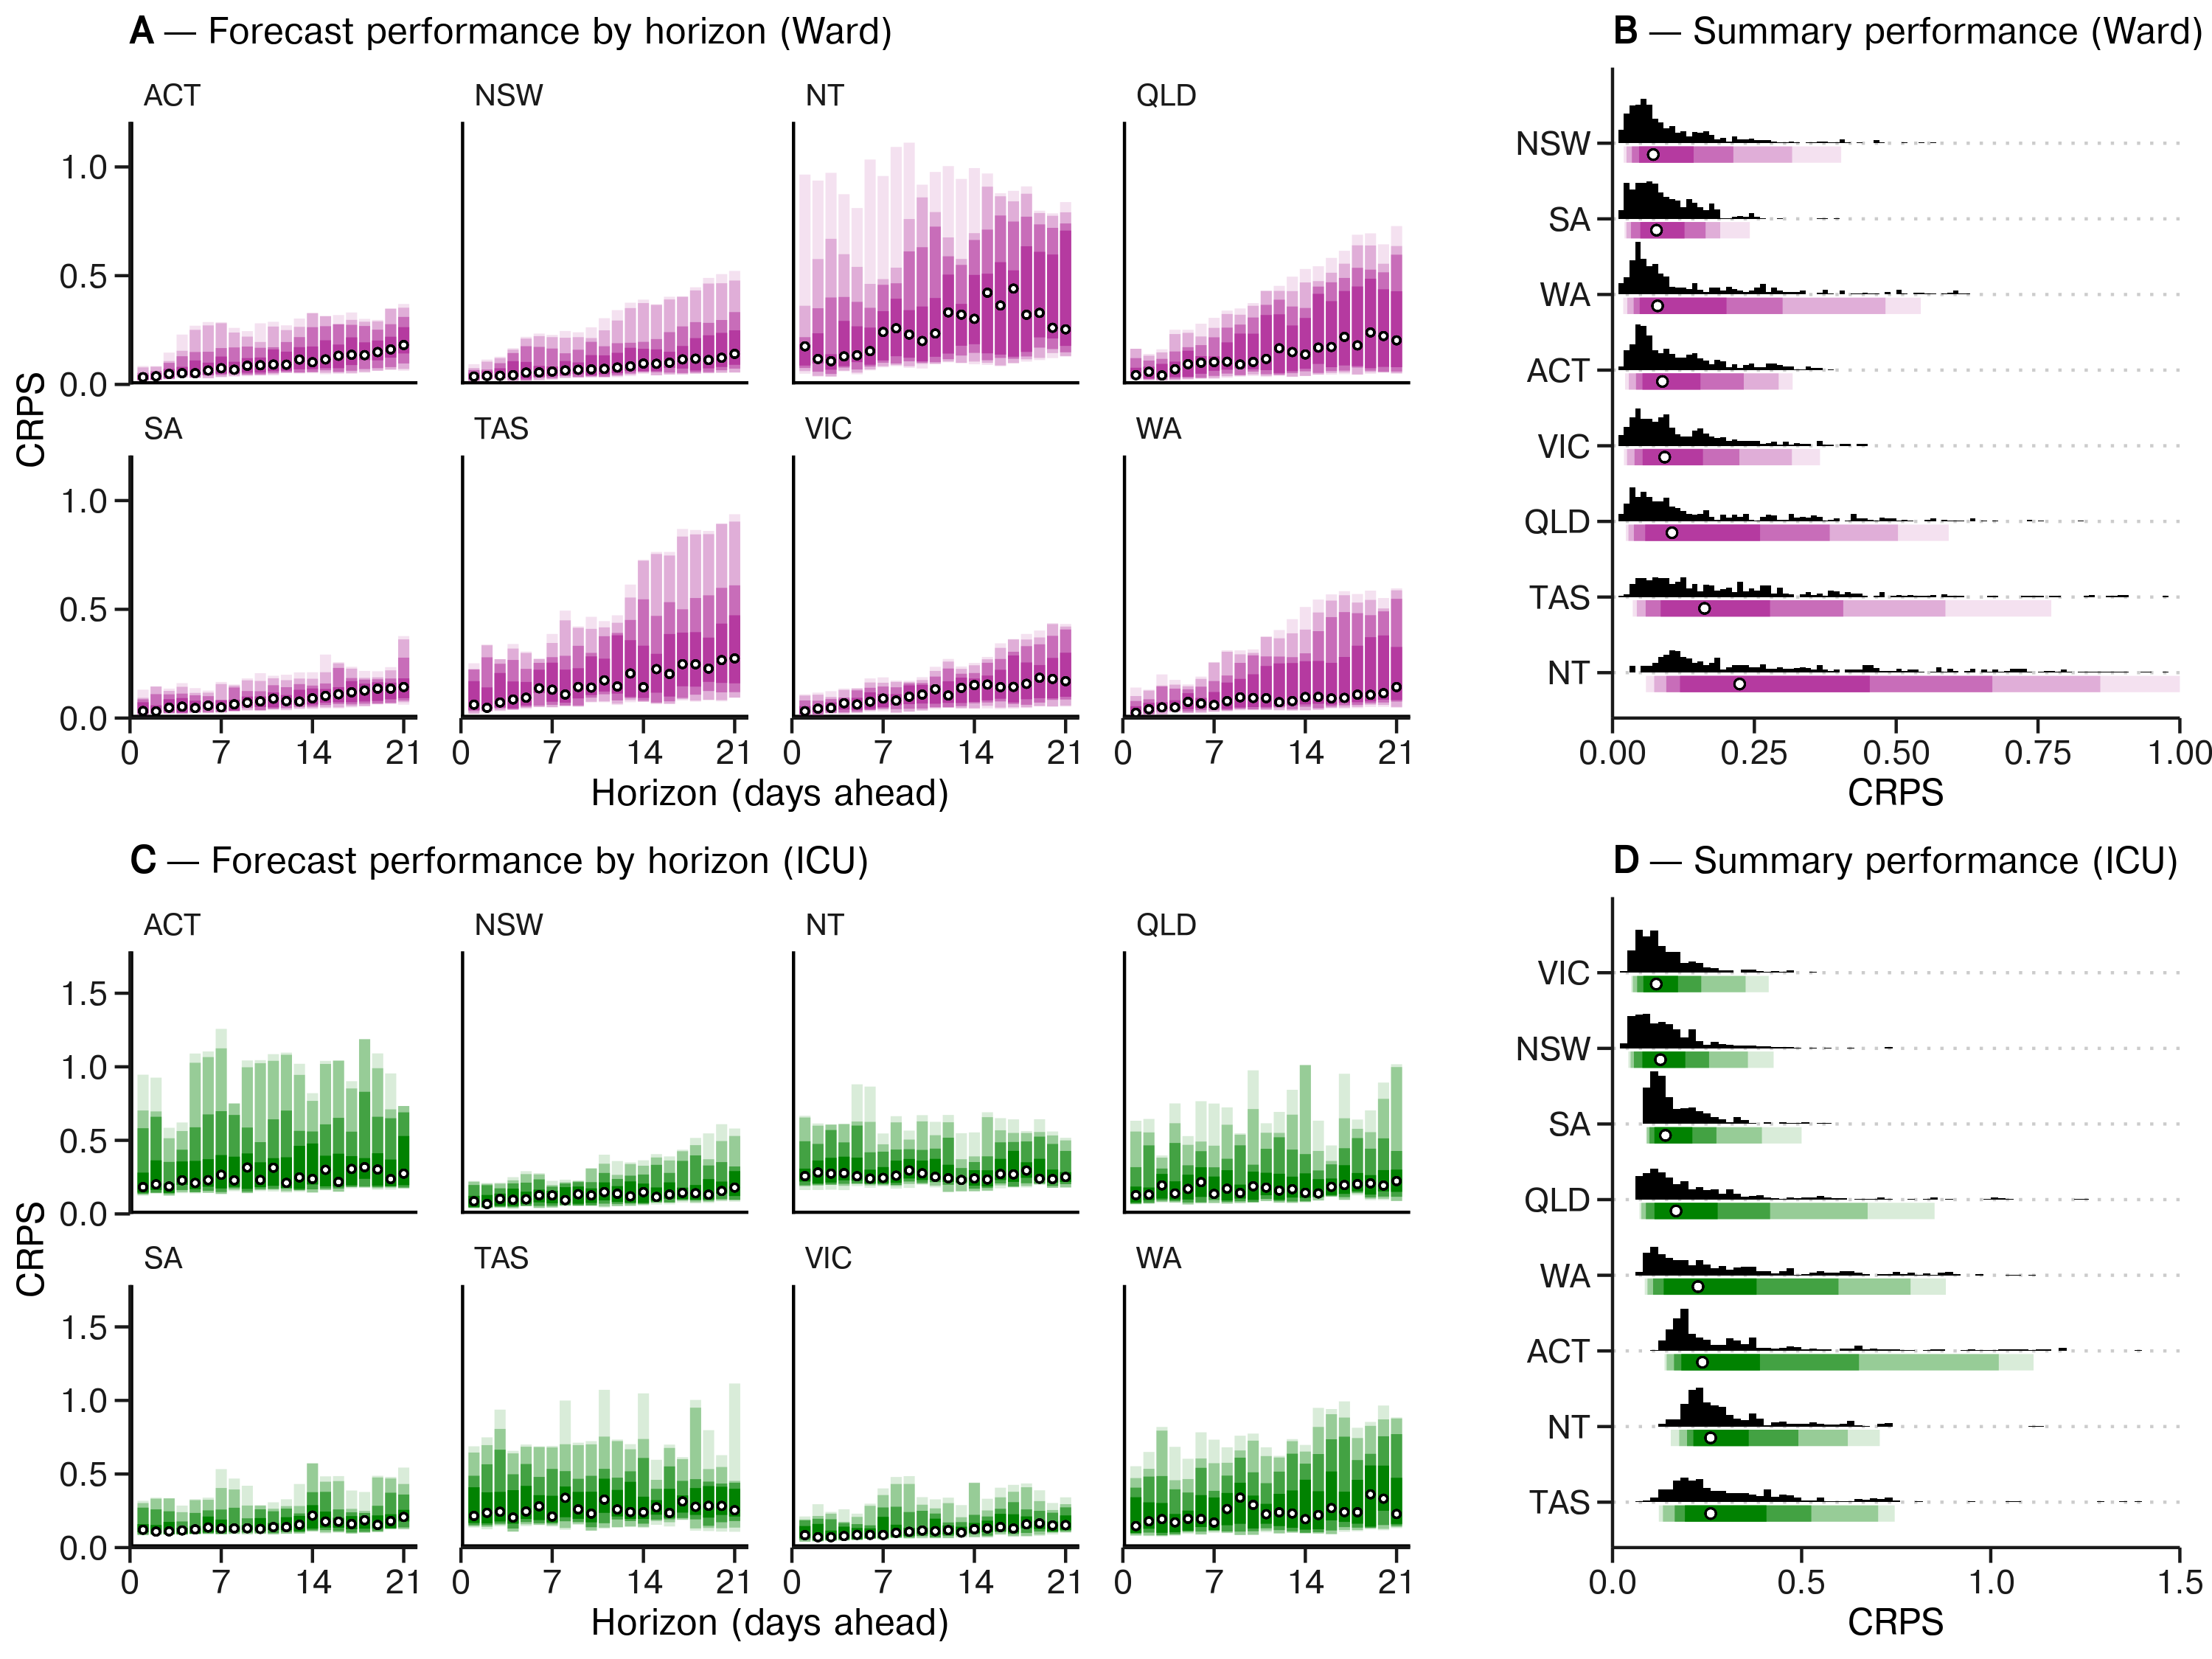 A — Forecast performance by horizon (Ward)
ACT NSW NT QLD
1.0
0.5
0.0
SA TAS VIC WA
1.0
0.5
0.0
CRPS
0 7 14 21 0 7 14 21 0 7 14 21 0 7 14 21
Horizon (days ahead)
B — Summary performance (Ward)
NSW
SA
WA
ACT
VIC
QLD
TAS
NT
0.00 0.25 0.50 0.75 1.00
CRPS
C — Forecast performance by horizon (ICU)
ACT NSW NT QLD
1.5
1.0
0.5
0.0
SA TAS VIC WA
1.5
1.0
0.5
0.0
CRPS
0 7 14 21 0 7 14 21 0 7 14 21 0 7 14 21
Horizon (days ahead)
D — Summary performance (ICU)
VIC
NSW
SA
QLD
WA
ACT
NT
TAS
0.0 0.5 1.0 1.5
CRPS